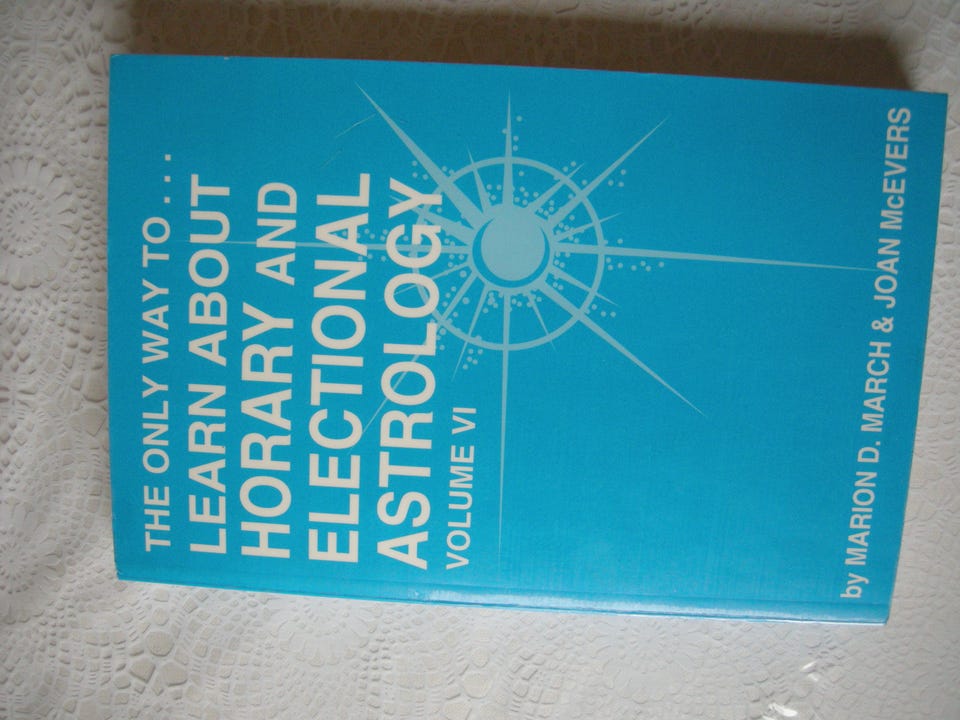 THE ONLY WAY TO...
LEARN ABOUT
HORARY AND
ELECTIONAL
ASTROLOGY
VOLUME VI
by MARION D. MARCH & JOAN McEVERS